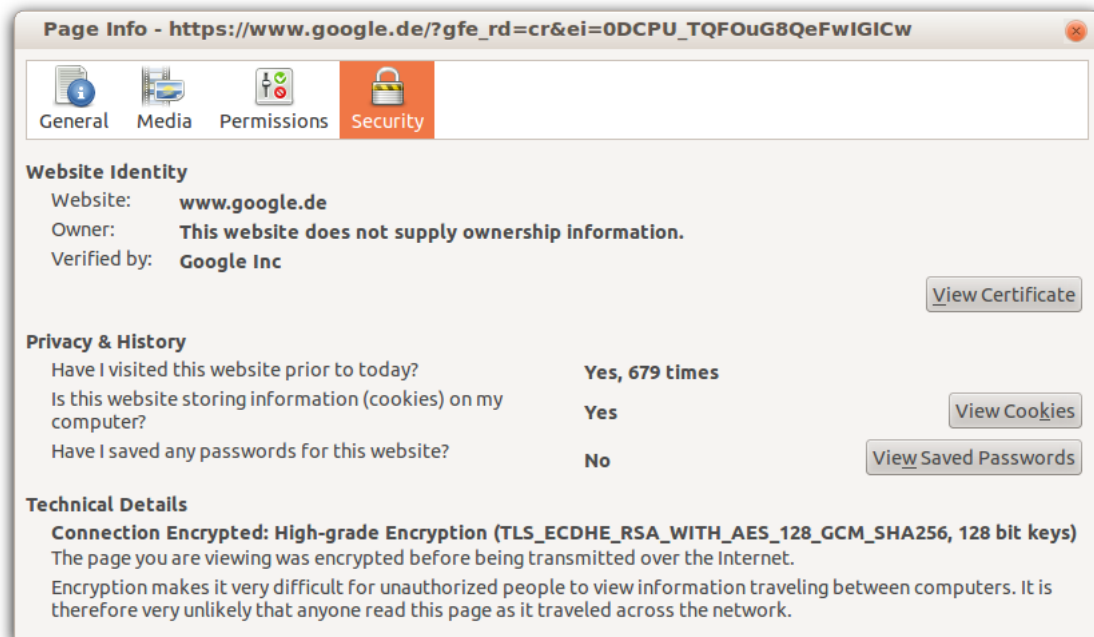 Page Info - https://www.google.de/?gfe_rd=cr&ei=0DCPU_TQFOuG8QeFwIGICw
General Media Permissions Security
Website Identity
Website: www.google.de
Owner: This website does not supply ownership information.
Verified by: Google Inc
View Certificate
Privacy & History
Have I visited this website prior to today? Yes, 679 times
Is this website storing information (cookies) on my
computer? Yes View Cookies
Have I saved any passwords for this website? No View Saved Passwords
Technical Details
Connection Encrypted: High-grade Encryption (TLS_ECDHE_RSA_WITH_AES_128_GCM_SHA256, 128 bit keys)
The page you are viewing was encrypted before being transmitted over the Internet.
Encryption makes it very difficult for unauthorized people to view information traveling between computers. It is
therefore very unlikely that anyone read this page as it traveled across the network.